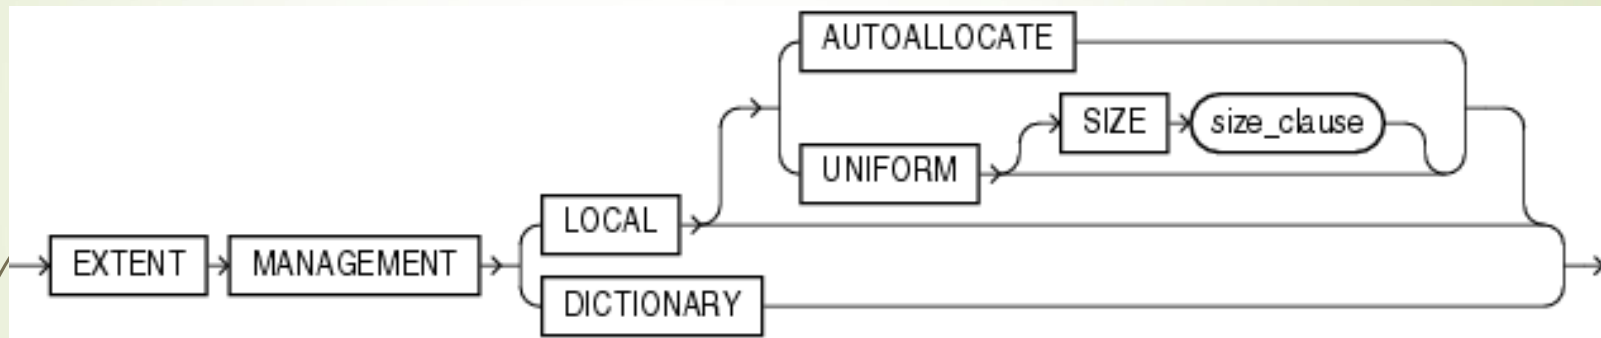 AUTOALLOCATE
SIZE size_clause
UNIFORM
LOCAL
EXTENT MANAGEMENT
DICTIONARY